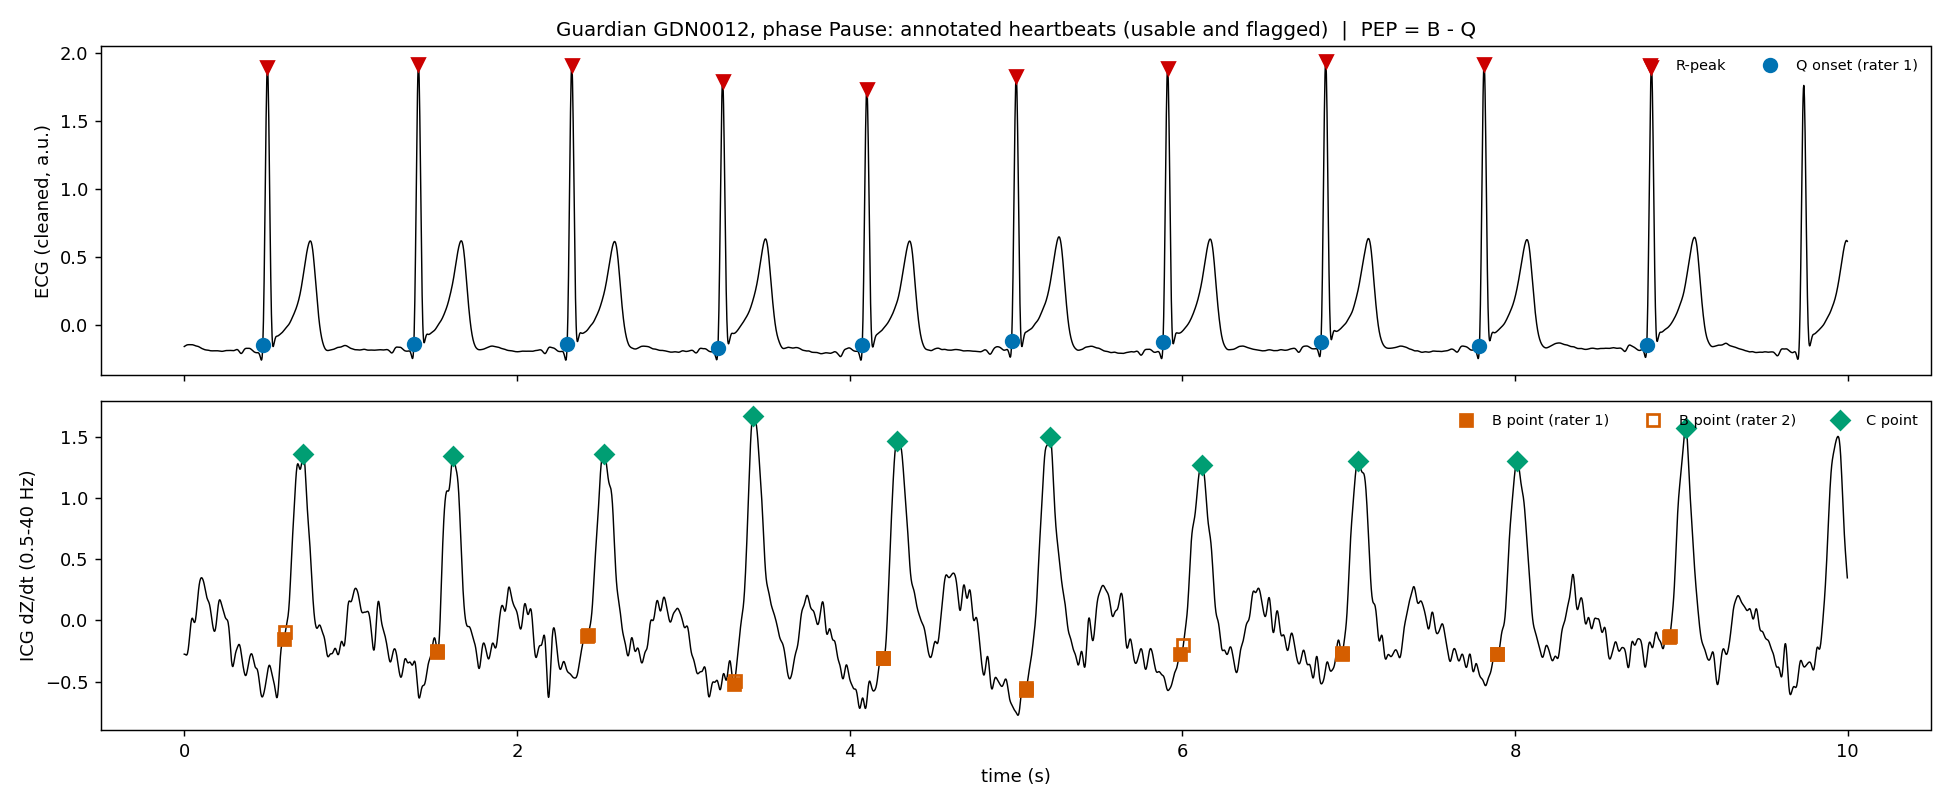 Guardian GDN0012, phase Pause: annotated heartbeats (usable and flagged)  |  PEP = B - Q
ECG (cleaned, a.u.)
2.0
1.5
1.0
0.5
0.0
R-peak
Q onset (rater 1)
ICG dZ/dt (0.5-40 Hz)
1.5
1.0
0.5
0.0
−0.5
B point (rater 1)
B point (rater 2)
C point
0
2
4
6
8
10
time (s)